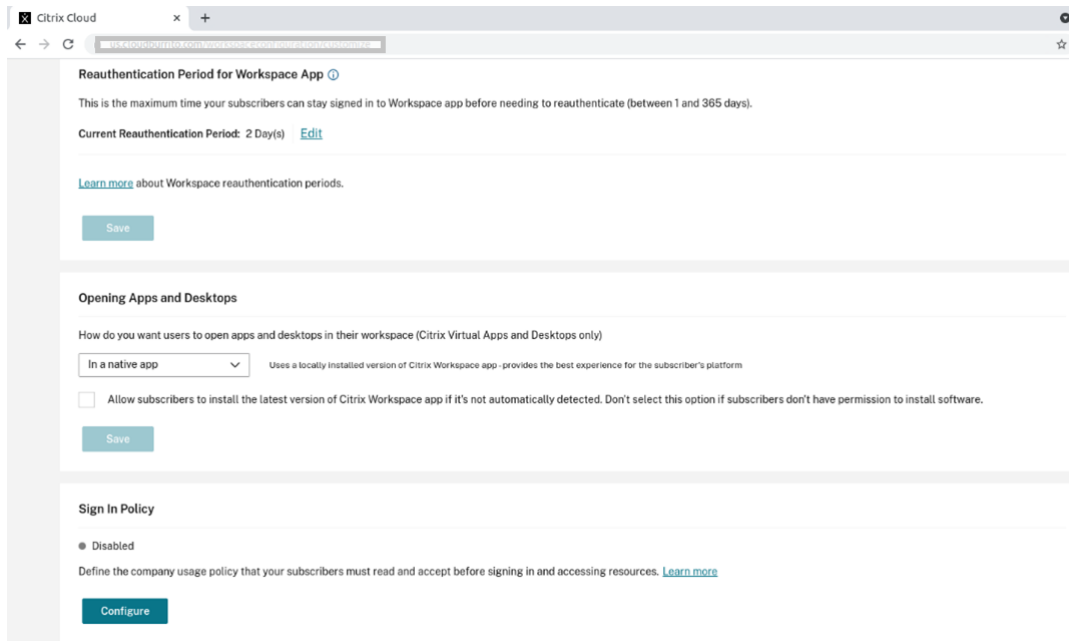 Citrix Cloud
us.cloudburrito.com/workspaceconfiguration/customize
Reauthentication Period for Workspace App
This is the maximum time your subscribers can stay signed in to Workspace app before needing to reauthenticate (between 1 and 365 days).
Current Reauthentication Period: 2 Day(s) Edit
Learn more about Workspace reauthentication periods.
Save
Opening Apps and Desktops
How do you want users to open apps and desktops in their workspace (Citrix Virtual Apps and Desktops only)
In a native app Uses a locally installed version of Citrix Workspace app - provides the best experience for the subscriber's platform
Allow subscribers to install the latest version of Citrix Workspace app if it's not automatically detected. Don't select this option if subscribers don't have permission to install software.
Save
Sign In Policy
Disabled
Define the company usage policy that your subscribers must read and accept before signing in and accessing resources. Learn more
Configure